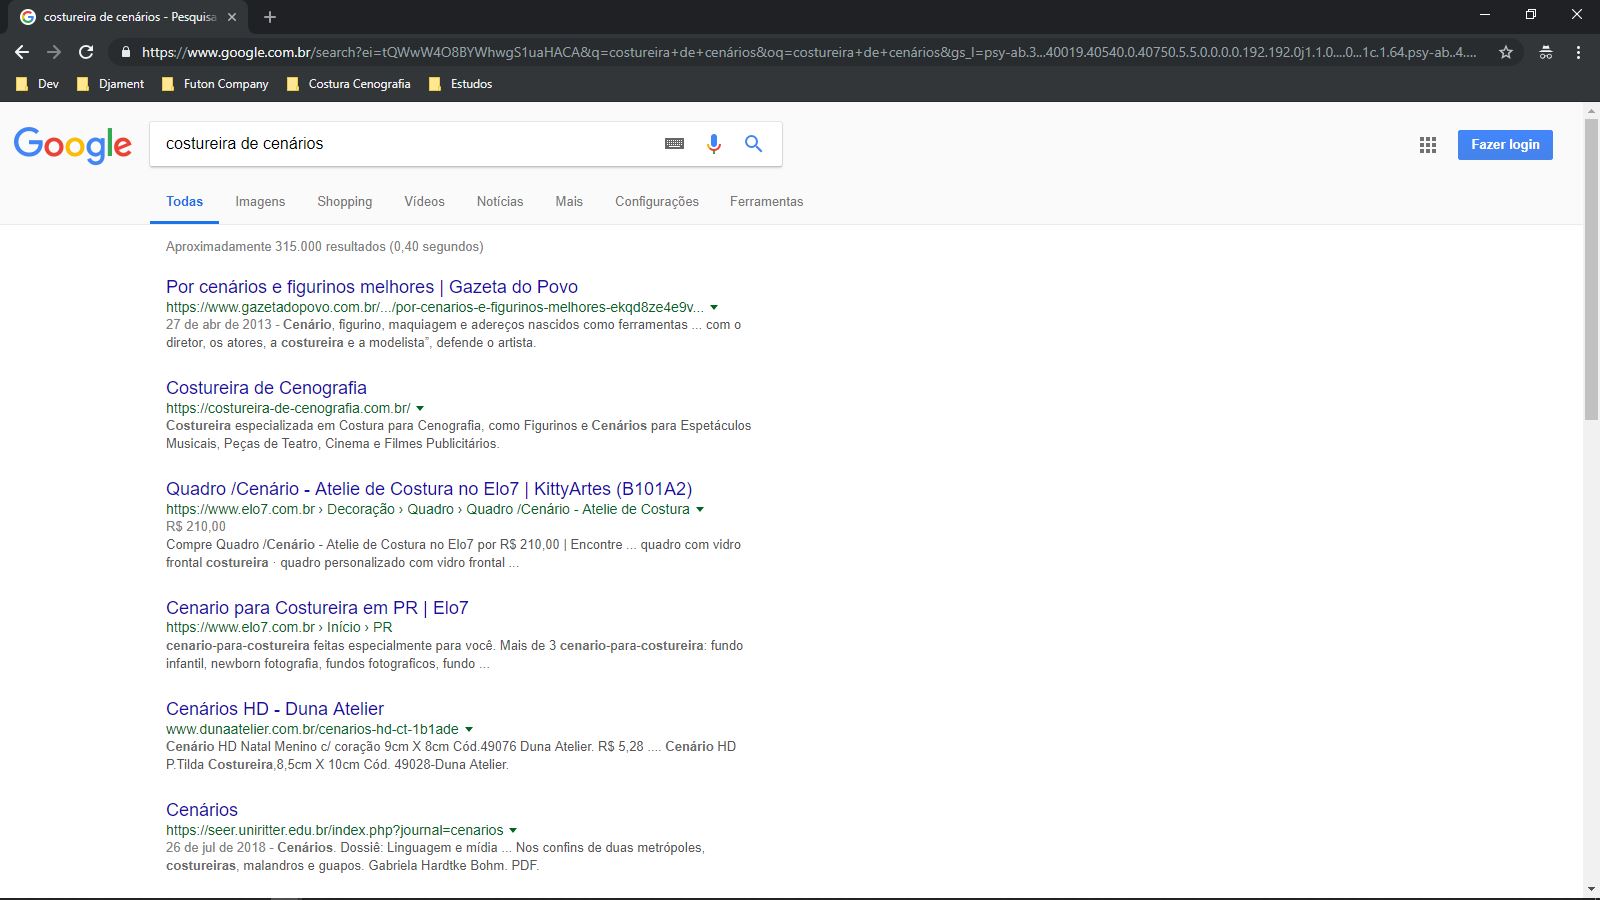 costureira de cenários - Pesquisa
https://www.google.com.br/search?ei=tQWwW4O8BYWhwgS1uaHACA&q=costureira+de+cenários&oq=costureira+de+cenários&gs_l=psy-ab.3...40019.40540.0.40750.5.5.0.0.0.0.192.192.0j1.1.0....0...1c.1.64.psy-ab..4....
Dev Djament Futon Company Costura Cenografia Estudos
Google costureira de cenários Fazer login
Todas Imagens Shopping Vídeos Notícias Mais Configurações Ferramentas
Aproximadamente 315.000 resultados (0,40 segundos)
Por cenários e figurinos melhores | Gazeta do Povo
https://www.gazetadopovo.com.br/.../por-cenarios-e-figurinos-melhores-ekqd8ze4e9v...
27 de abr de 2013 - Cenário, figurino, maquiagem e adereços nascidos como ferramentas ... com o
diretor, os atores, a costureira e a modelista”, defende o artista.
Costureira de Cenografia
https://costureira-de-cenografia.com.br/
Costureira especializada em Costura para Cenografia, como Figurinos e Cenários para Espetáculos
Musicais, Peças de Teatro, Cinema e Filmes Publicitários.
Quadro /Cenário - Atelie de Costura no Elo7 | KittyArtes (B101A2)
https://www.elo7.com.br › Decoração › Quadro › Quadro /Cenário - Atelie de Costura
R$ 210,00
Compre Quadro /Cenário - Atelie de Costura no Elo7 por R$ 210,00 | Encontre ... quadro com vidro
frontal costureira · quadro personalizado com vidro frontal ...
Cenario para Costureira em PR | Elo7
https://www.elo7.com.br › Início › PR
cenario-para-costureira feitas especialmente para você. Mais de 3 cenario-para-costureira: fundo
infantil, newborn fotografia, fundos fotograficos, fundo ...
Cenários HD - Duna Atelier
www.dunaatelier.com.br/cenarios-hd-ct-1b1ade
Cenário HD Natal Menino c/ coração 9cm X 8cm Cód.49076 Duna Atelier. R$ 5,28 .... Cenário HD
P.Tilda Costureira,8,5cm X 10cm Cód. 49028-Duna Atelier.
Cenários
https://seer.uniritter.edu.br/index.php?journal=cenarios
26 de jul de 2018 - Cenários. Dossiê: Linguagem e mídia ... Nos confins de duas metrópoles,
costureiras, malandros e guapos. Gabriela Hardtke Bohm. PDF.